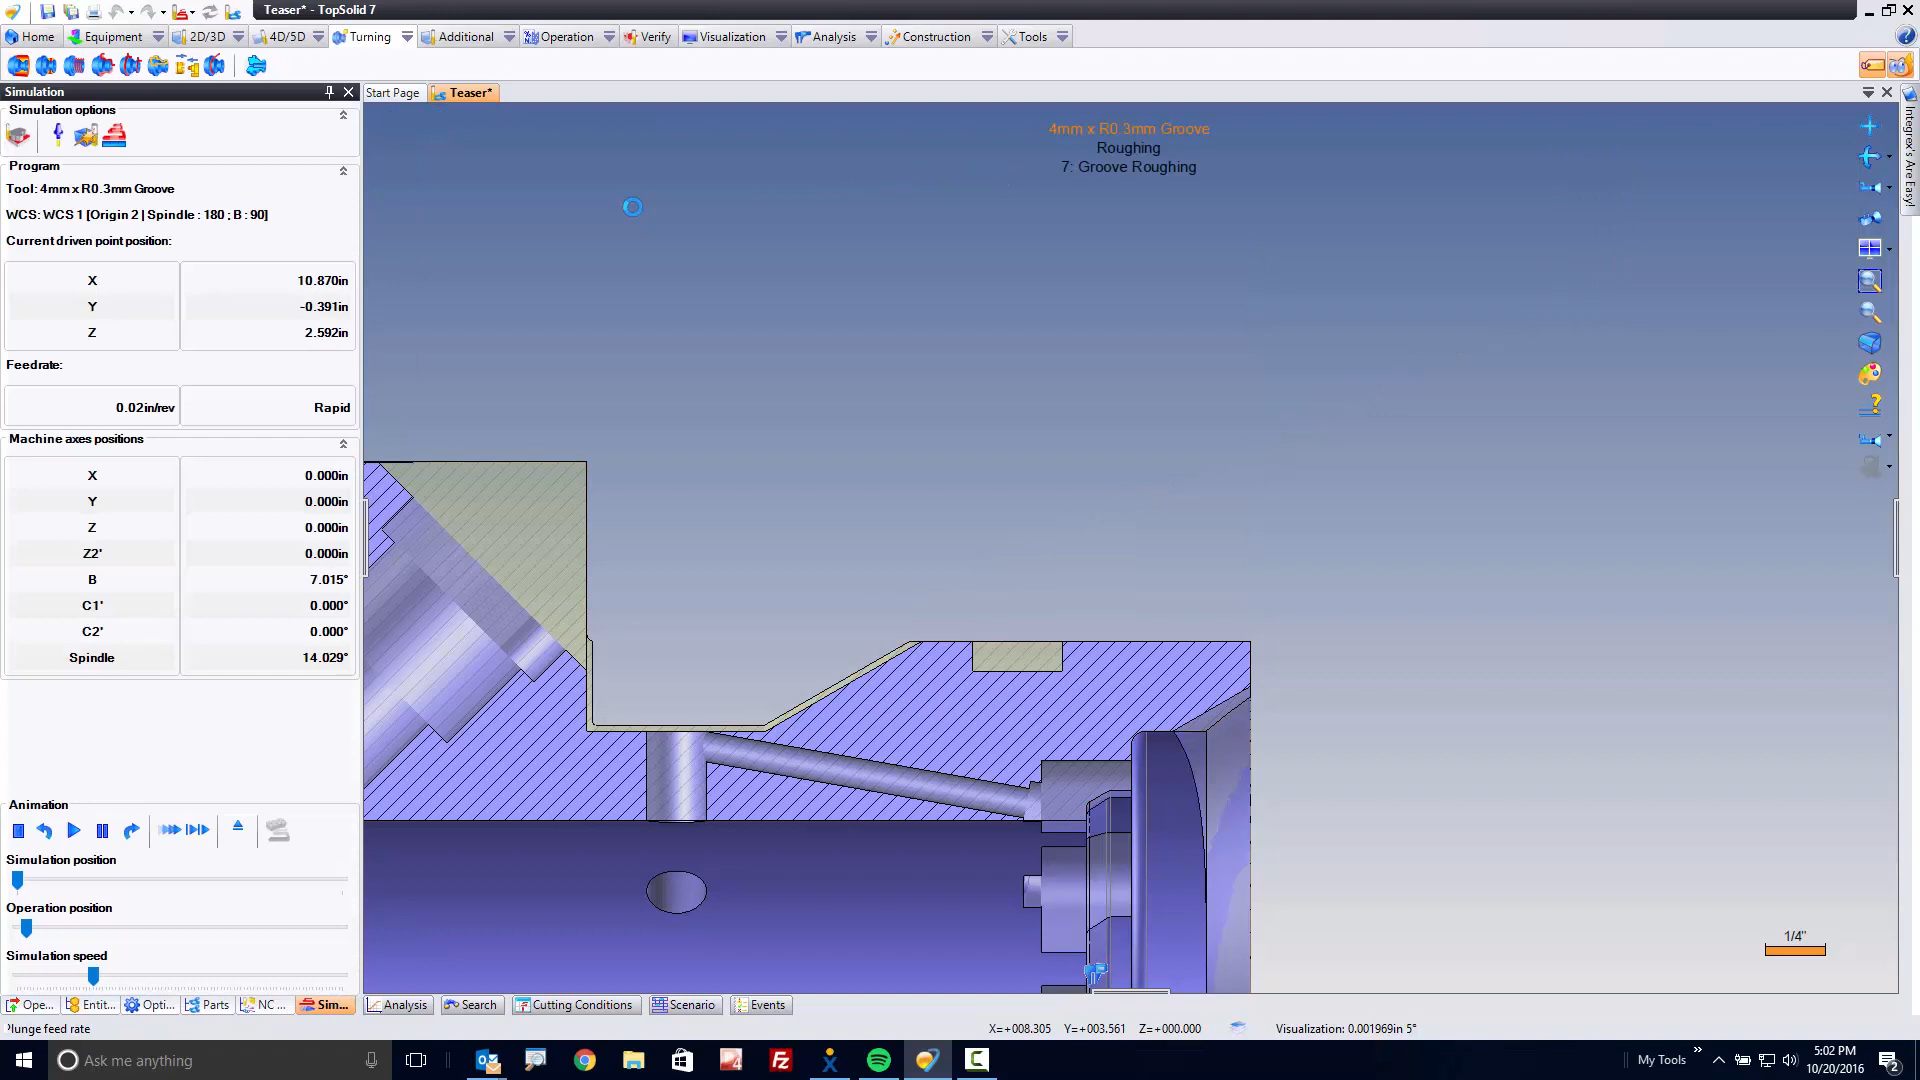 Teaser* - TopSolid 7
Home
Equipment
2D/3D
4D/5D
Turning
Additional
Operation
Verify
Visualization
Analysis
Construction
Tools
Simulation
Start Page
Teaser*
Integrex's Are Easy!
Simulation options
Program
Tool: 4mm x R0.3mm Groove
WCS: WCS 1 [Origin 2 | Spindle : 180 ; B : 90]
Current driven point position:
X 10.870in
Y -0.391in
Z 2.592in
Feedrate:
0.02in/rev Rapid
Machine axes positions
X 0.000in
Y 0.000in
Z 0.000in
Z2' 0.000in
B 7.015°
C1' 0.000°
C2' 0.000°
Spindle 14.029°
4mm x R0.3mm Groove
Roughing
7: Groove Roughing
1/4"
Animation
Simulation position
Operation position
Simulation speed
Ope...
Entit...
Opti...
Parts
NC ...
Sim...
Analysis
Search
Cutting Conditions
Scenario
Events
Plunge feed rate
X=+008.305 Y=+003.561 Z=+000.000
Visualization: 0.001969in 5°
Ask me anything
My Tools
5:02 PM
10/20/2016
2